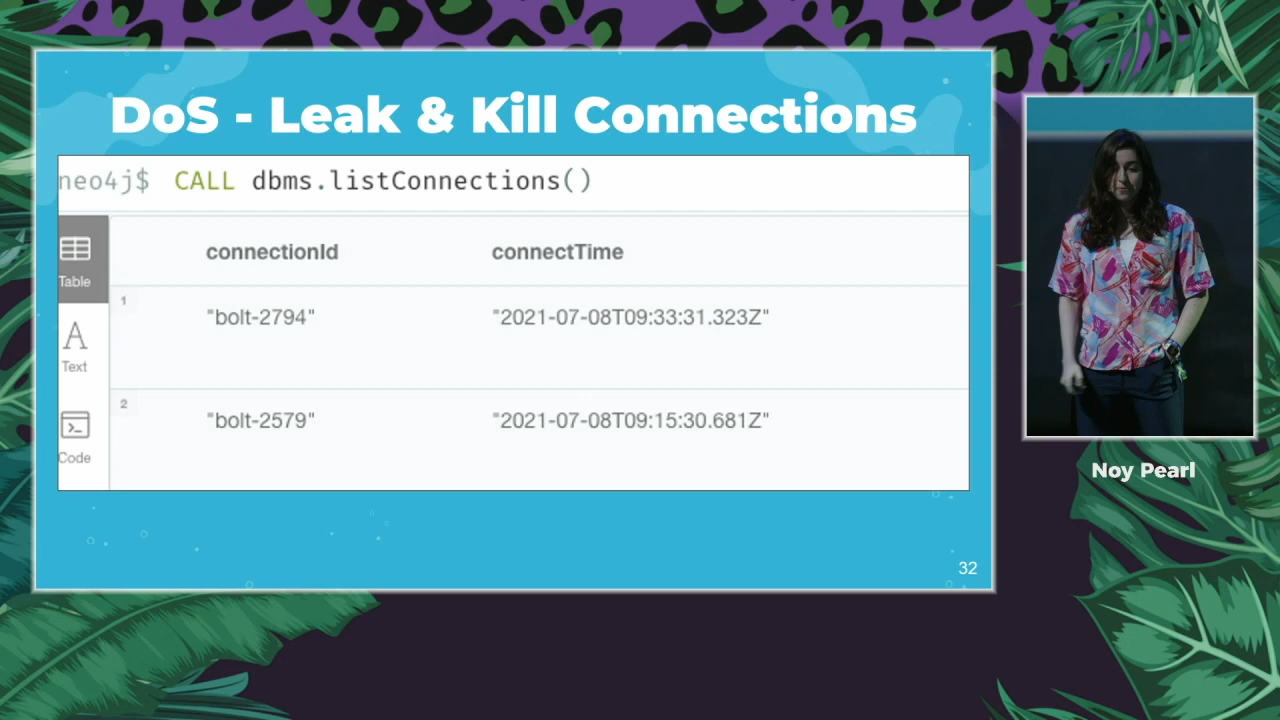 DoS - Leak & Kill Connections
neo4j$ CALL dbms.listConnections()
Table
connectionId connectTime
1
"bolt-2794" "2021-07-08T09:33:31.323Z"
A
Text
2
"bolt-2579" "2021-07-08T09:15:30.681Z"
Code
32
Noy Pearl